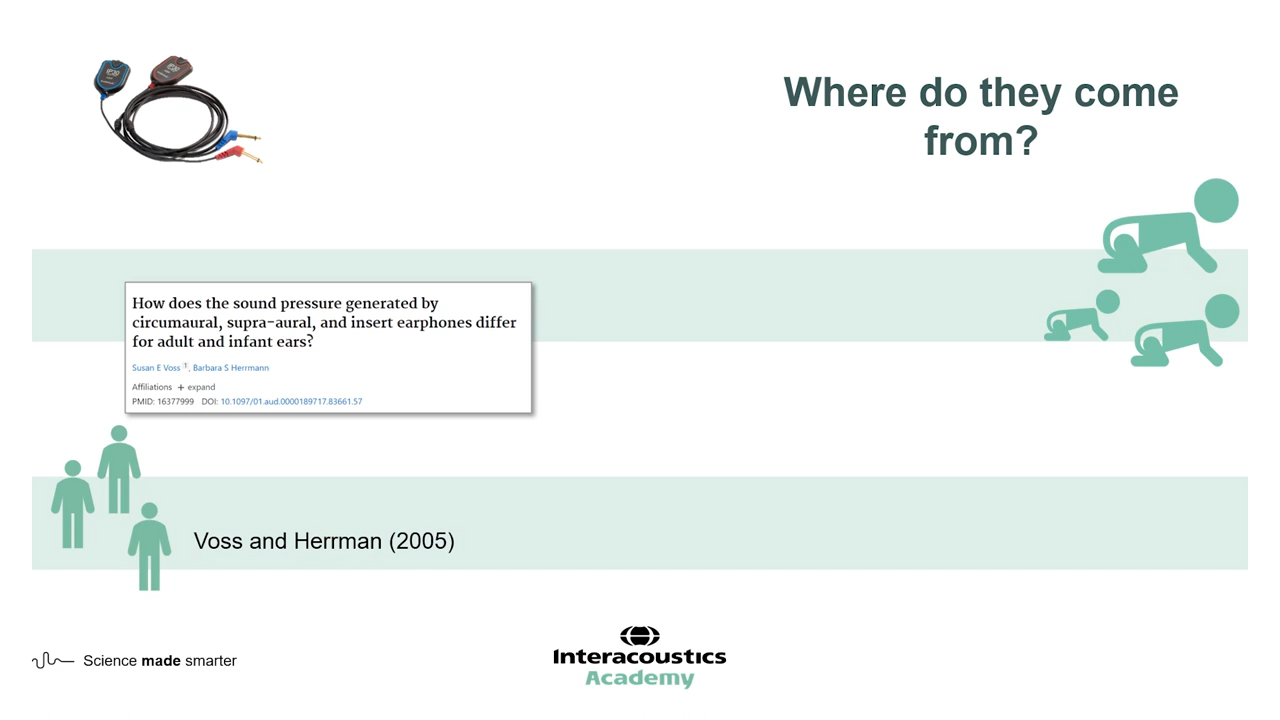 Where do they come
from?
How does the sound pressure generated by
circumaural, supra-aural, and insert earphones differ
for adult and infant ears?
Susan E Voss 1, Barbara S Herrmann
Affiliations + expand
PMID: 16377999 DOI: 10.1097/01.aud.0000189717.83661.57
Voss and Herrman (2005)
Science made smarter
Interacoustics
Academy